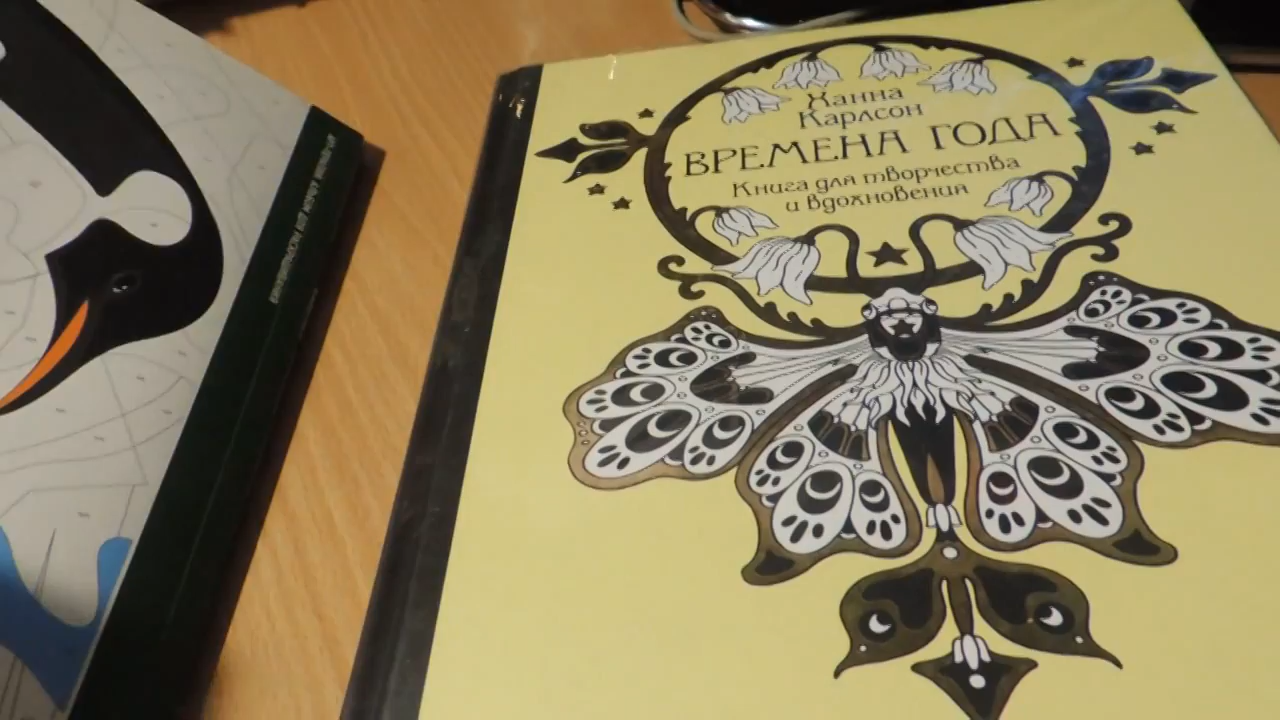 Ханна
Карлсон
ВРЕМЕНА ГОДА
Книга для творчества
и вдохновения